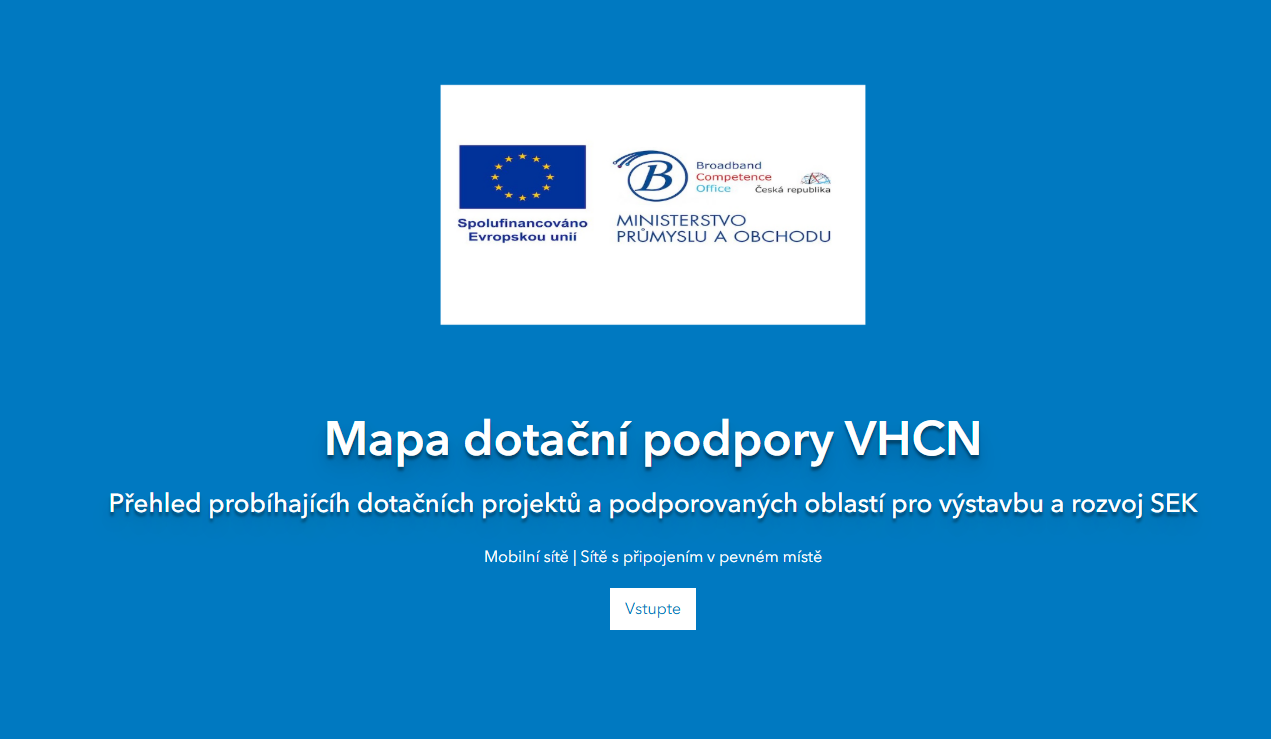 Spolufinancováno
Evropskou unií
Broadband
Competence
Office
Česká republika
MINISTERSTVO
PRŮMYSLU A OBCHODU
Mapa dotační podpory VHCN
Přehled probíhajícíh dotačních projektů a podporovaných oblastí pro výstavbu a rozvoj SEK
Mobilní sítě | Sítě s připojením v pevném místě
Vstupte